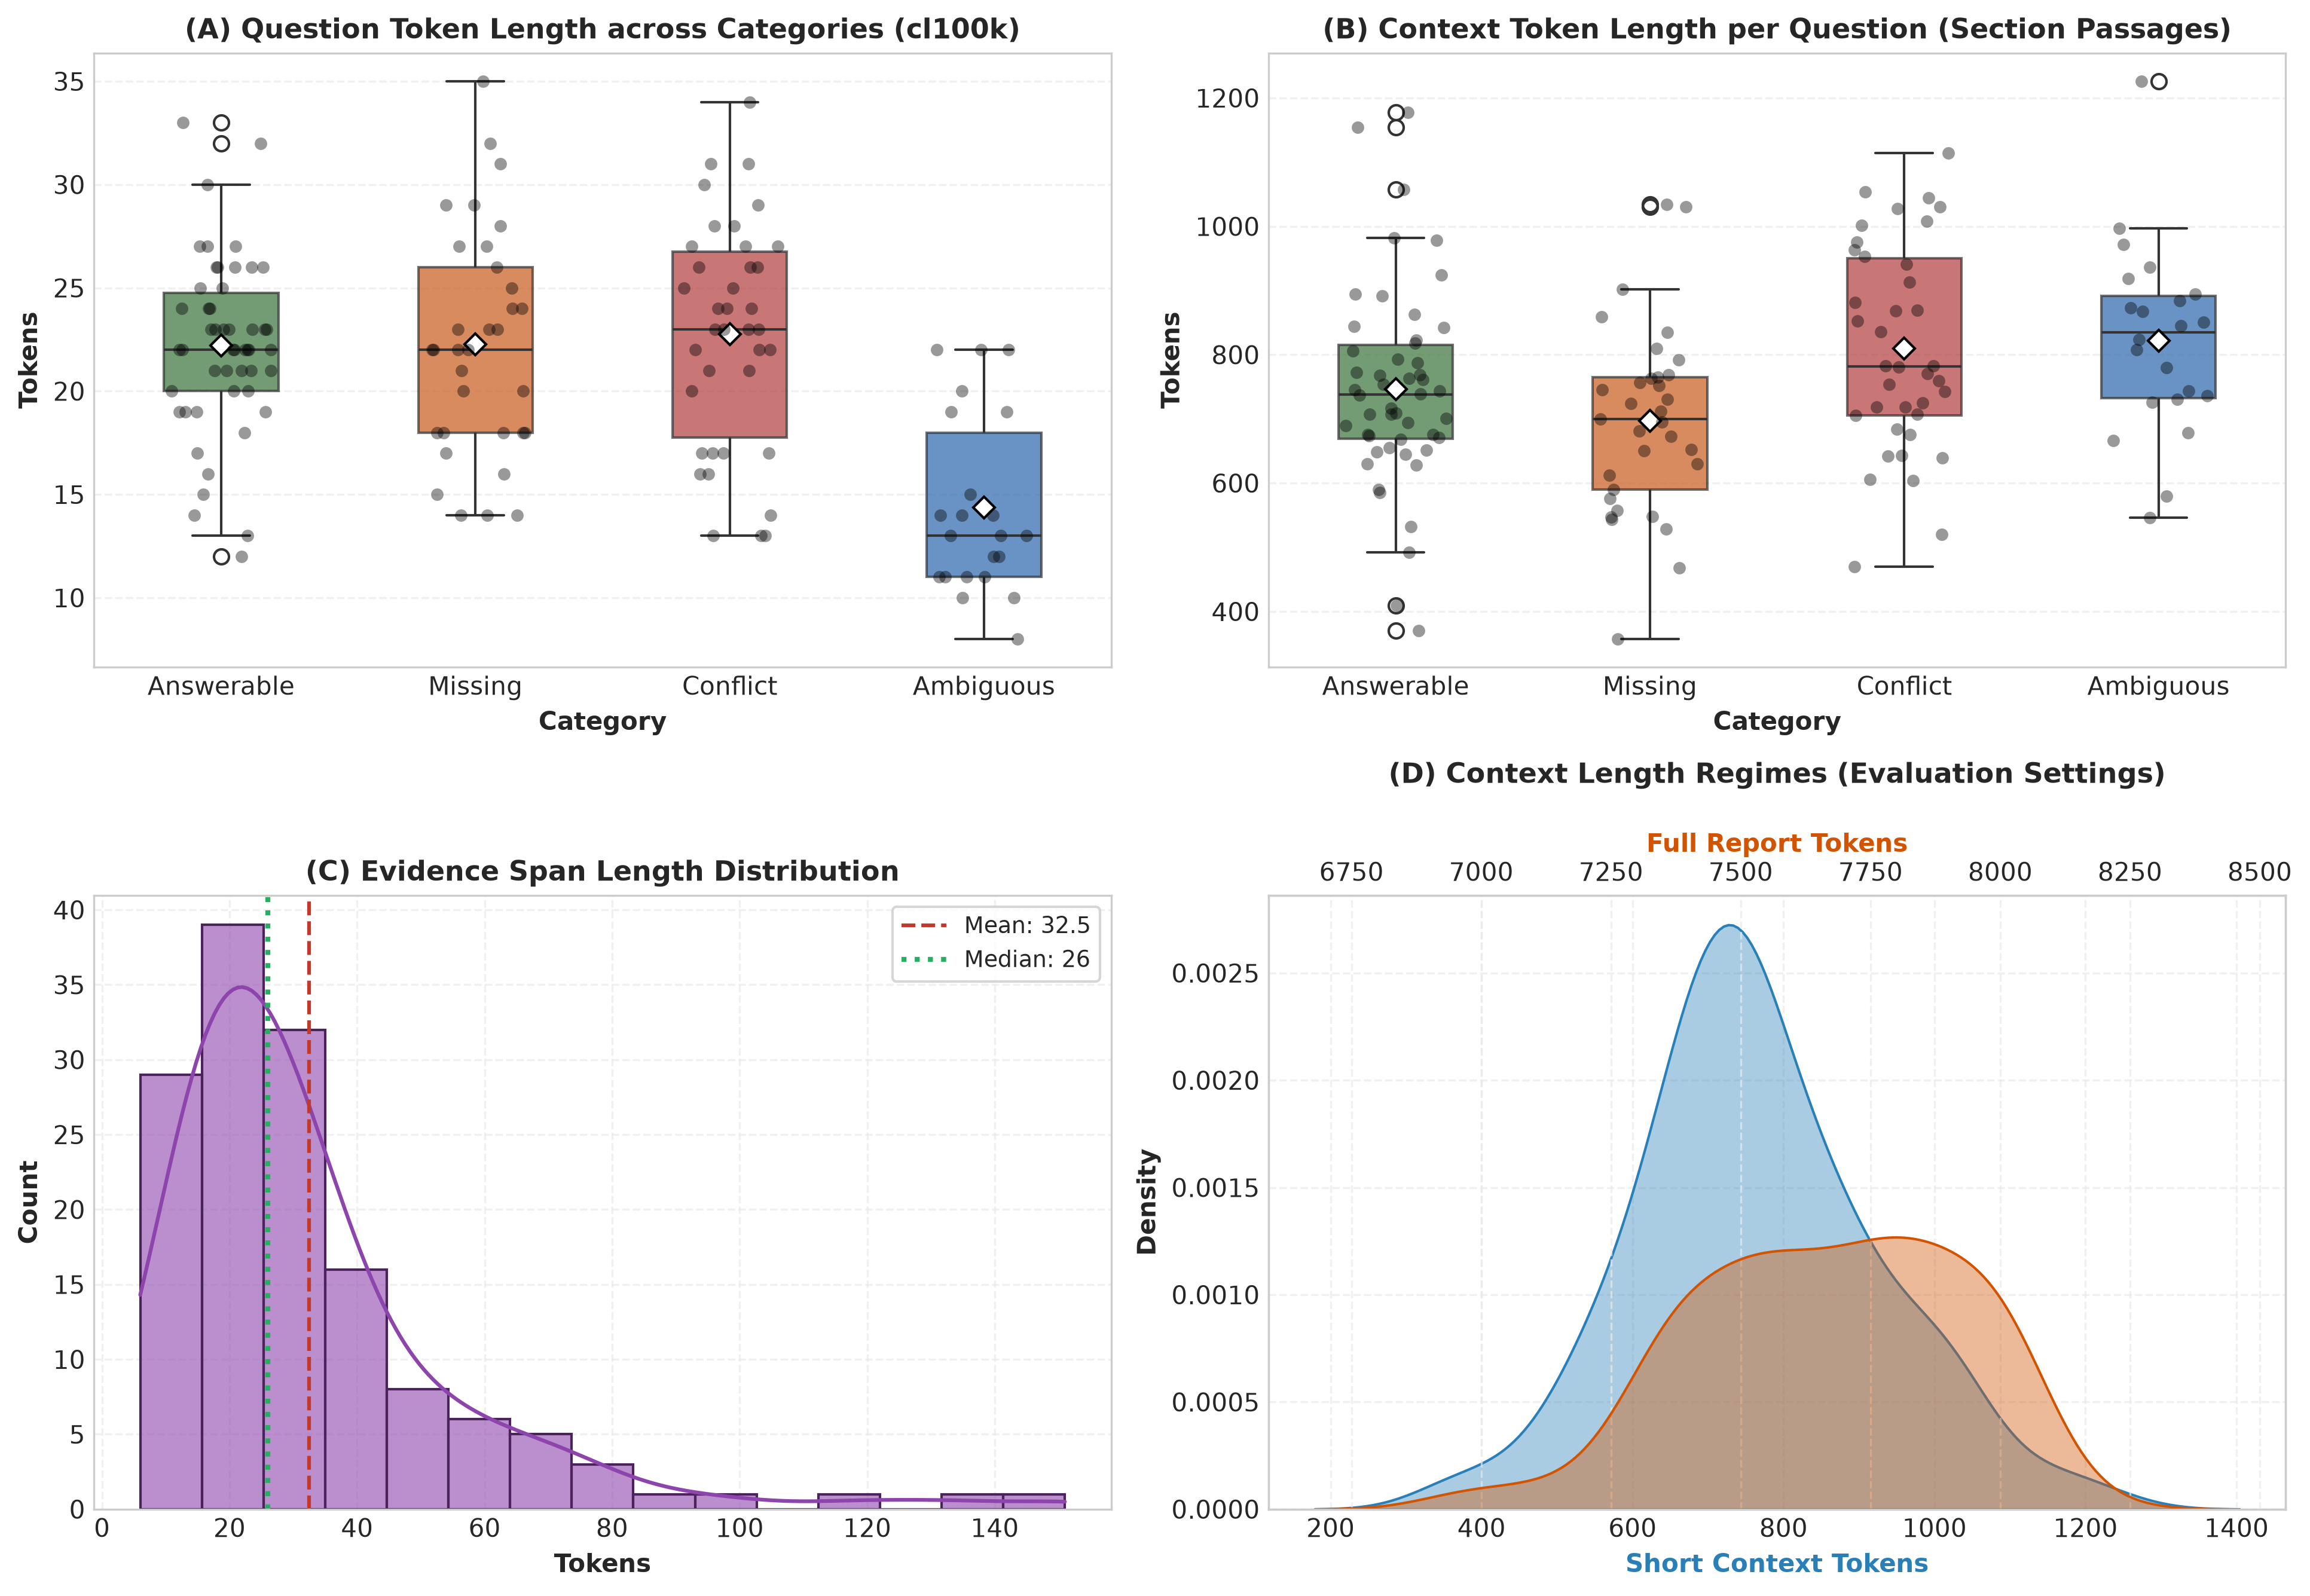 (A) Question Token Length across Categories (cl100k)
Tokens
35
30
25
20
15
10
Answerable Missing Conflict Ambiguous
Category
(B) Context Token Length per Question (Section Passages)
Tokens
1200
1000
800
600
400
Answerable Missing Conflict Ambiguous
Category
(C) Evidence Span Length Distribution
Count
40
35
30
25
20
15
10
5
0
Mean: 32.5
Median: 26
0 20 40 60 80 100 120 140
Tokens
(D) Context Length Regimes (Evaluation Settings)
Full Report Tokens
6750 7000 7250 7500 7750 8000 8250 8500
Density
0.0025
0.0020
0.0015
0.0010
0.0005
0.0000
200 400 600 800 1000 1200 1400
Short Context Tokens